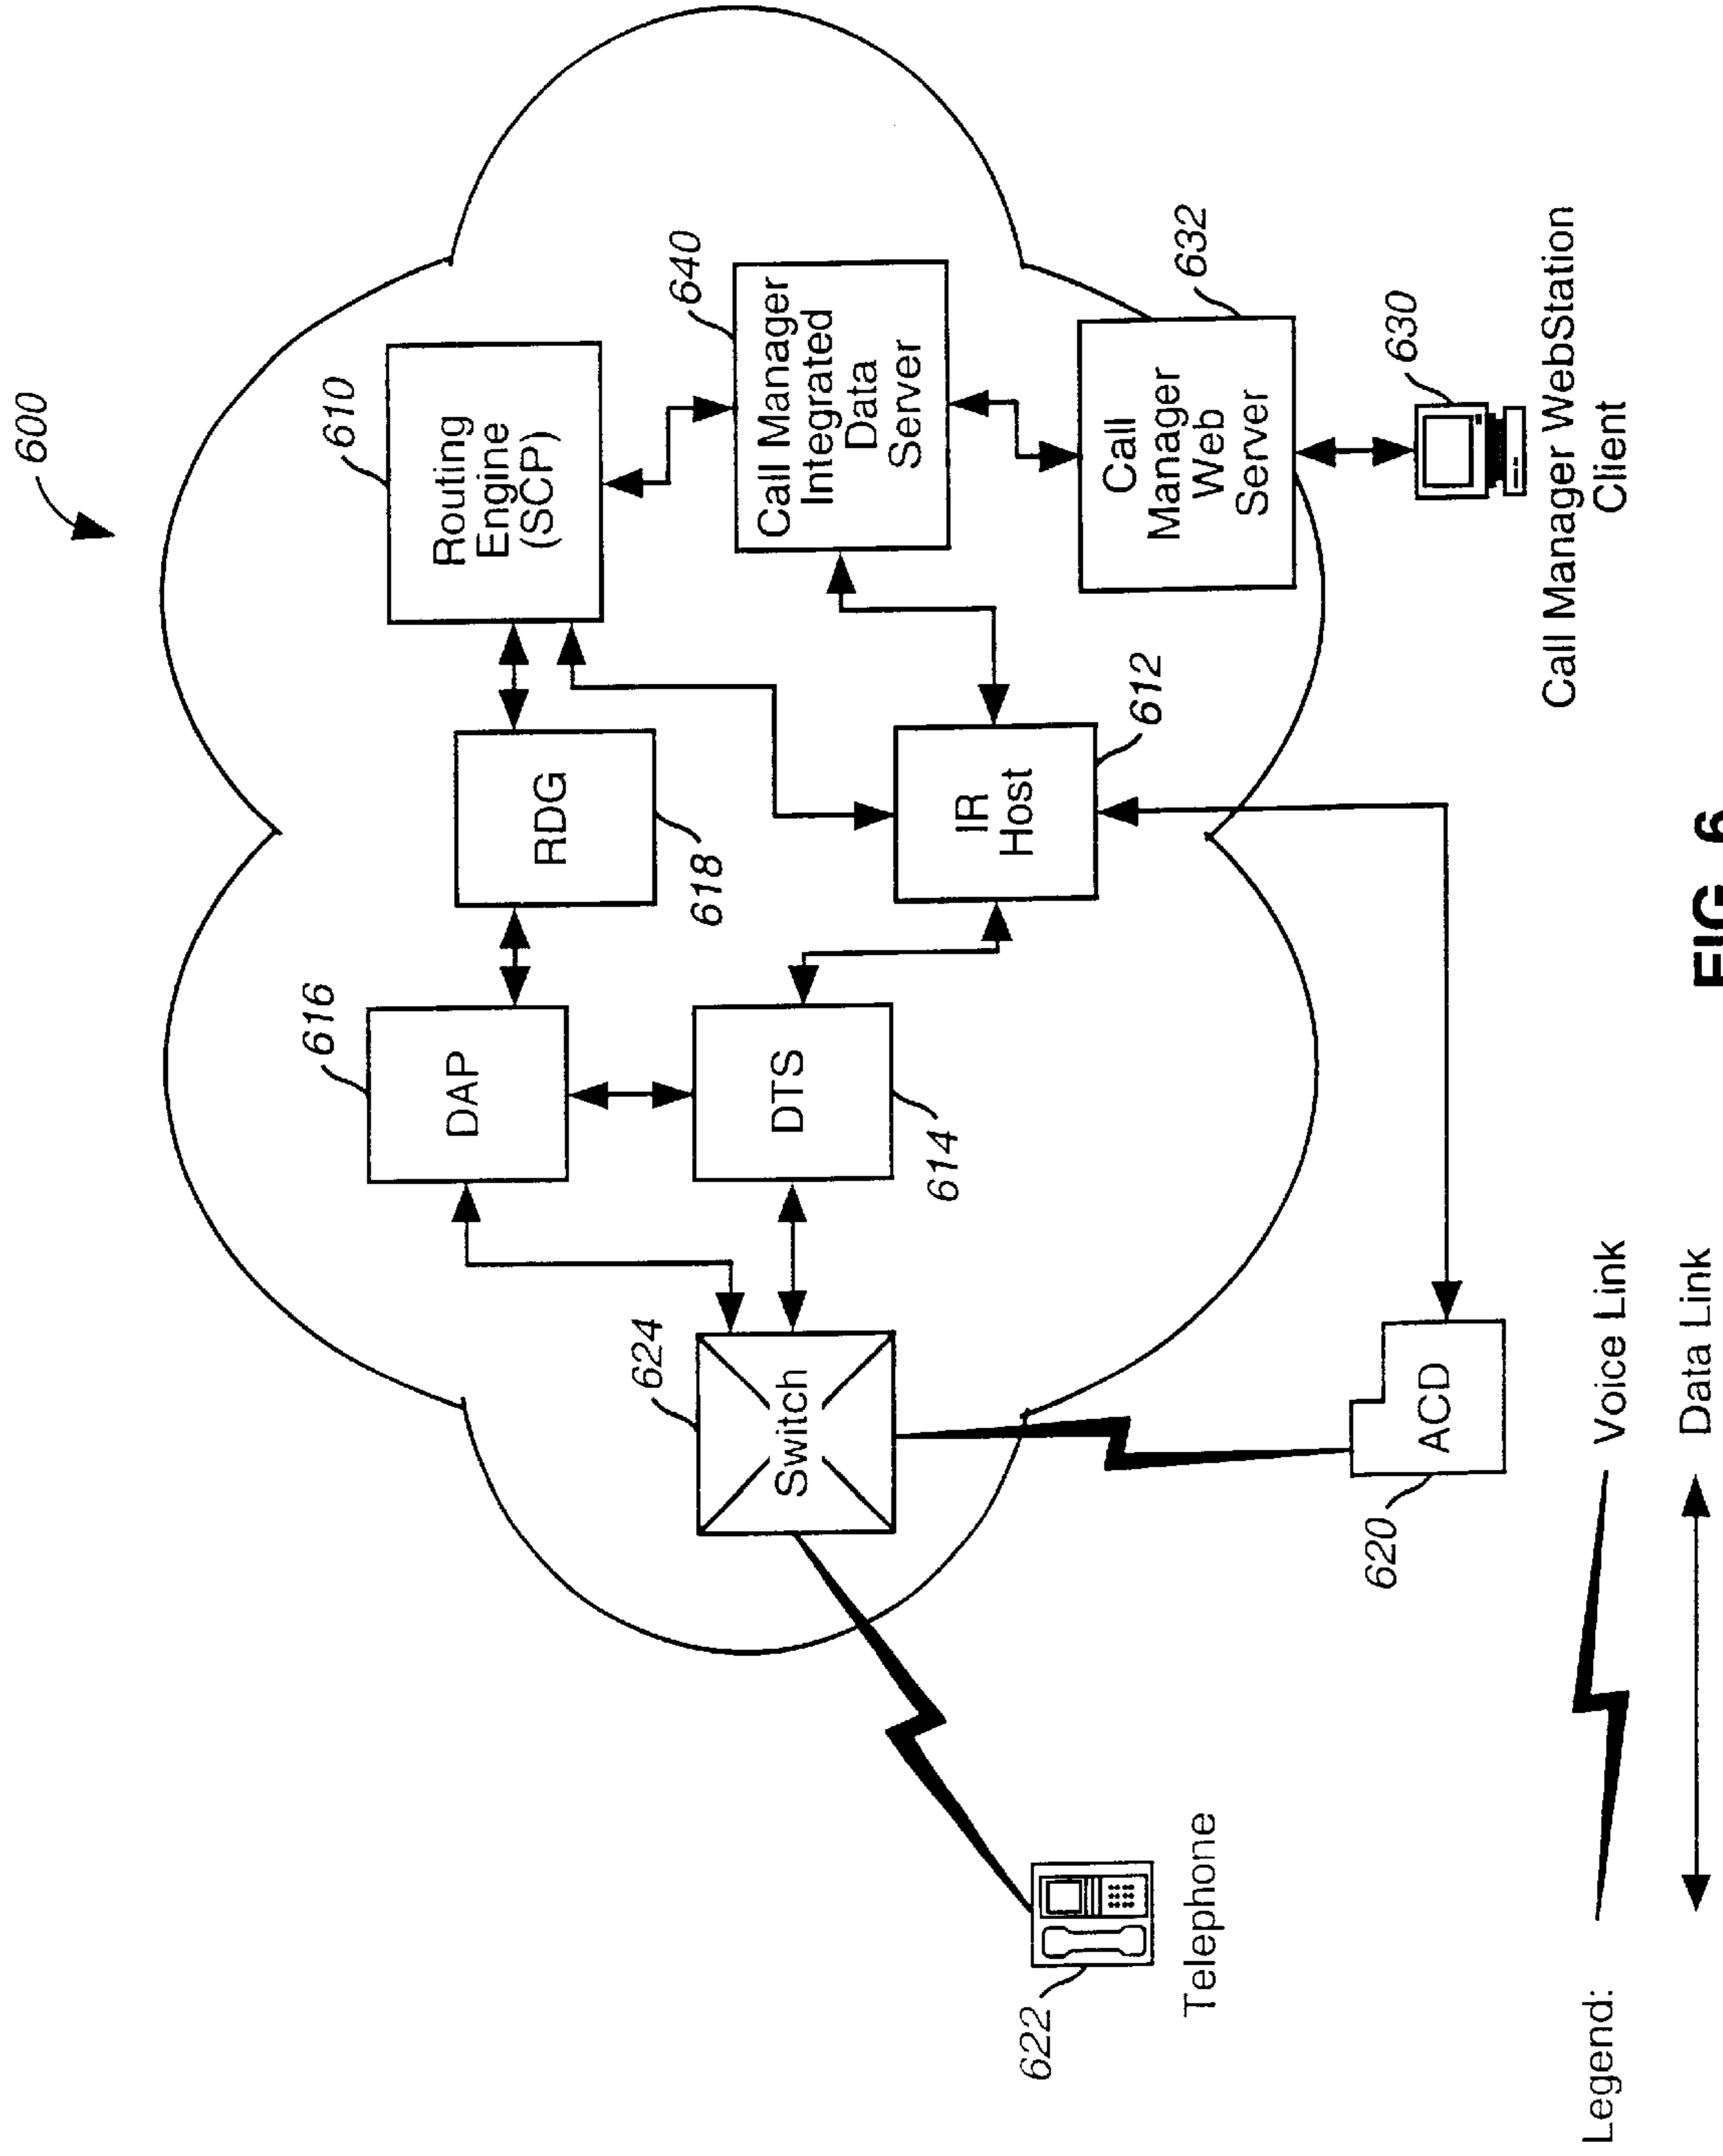 600
610
Routing
Engine
(SCP)
616
DAP
RDG
618
640
Call Manager
Integrated
Data
Server
624
Switch
DTS
614
IR
Host
612
632
Call
Manager
Web
Server
630
Call Manager WebStation
Client
622
Telephone
620
ACD
Legend:
Voice Link
Data Link
FIG. 6